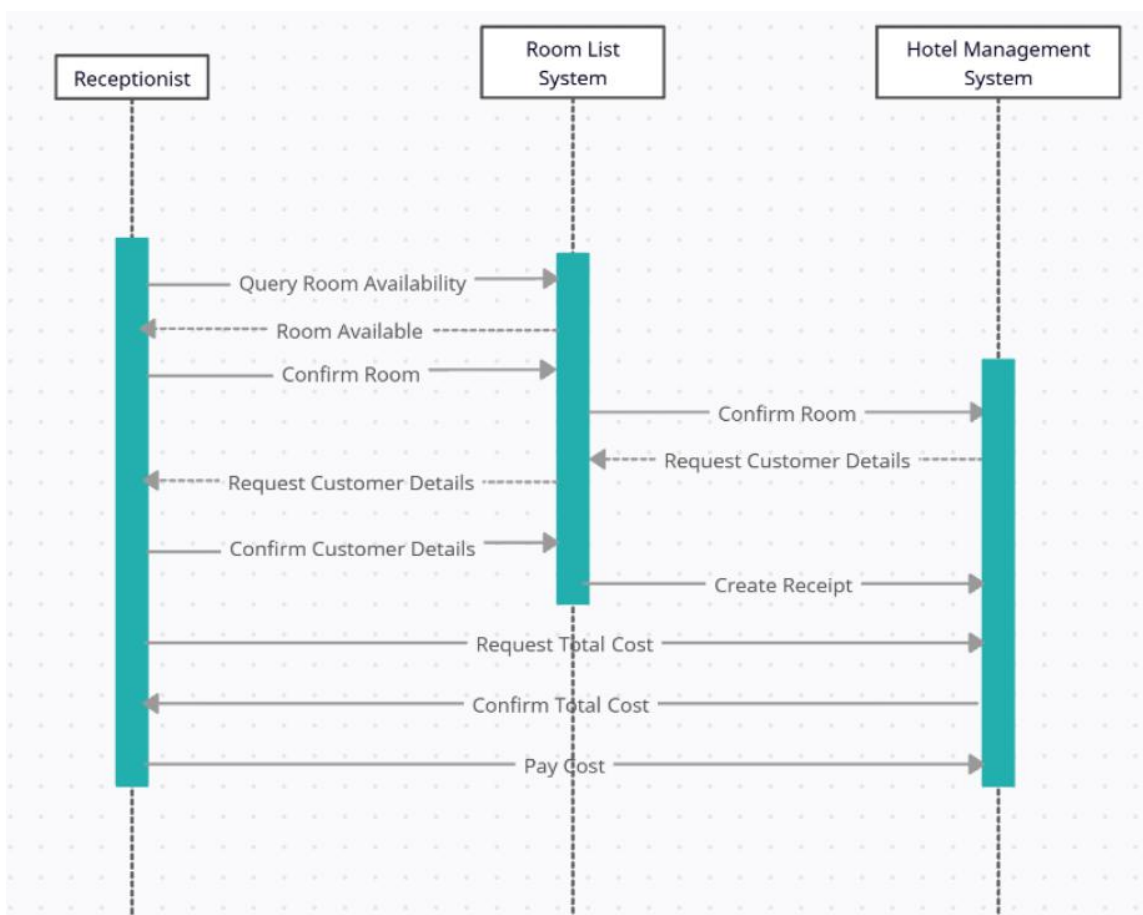 Receptionist
Room List
System
Hotel Management
System
Query Room Availability
Room Available
Confirm Room
Confirm Room
Request Customer Details
Request Customer Details
Confirm Customer Details
Create Receipt
Request Total Cost
Confirm Total Cost
Pay Cost